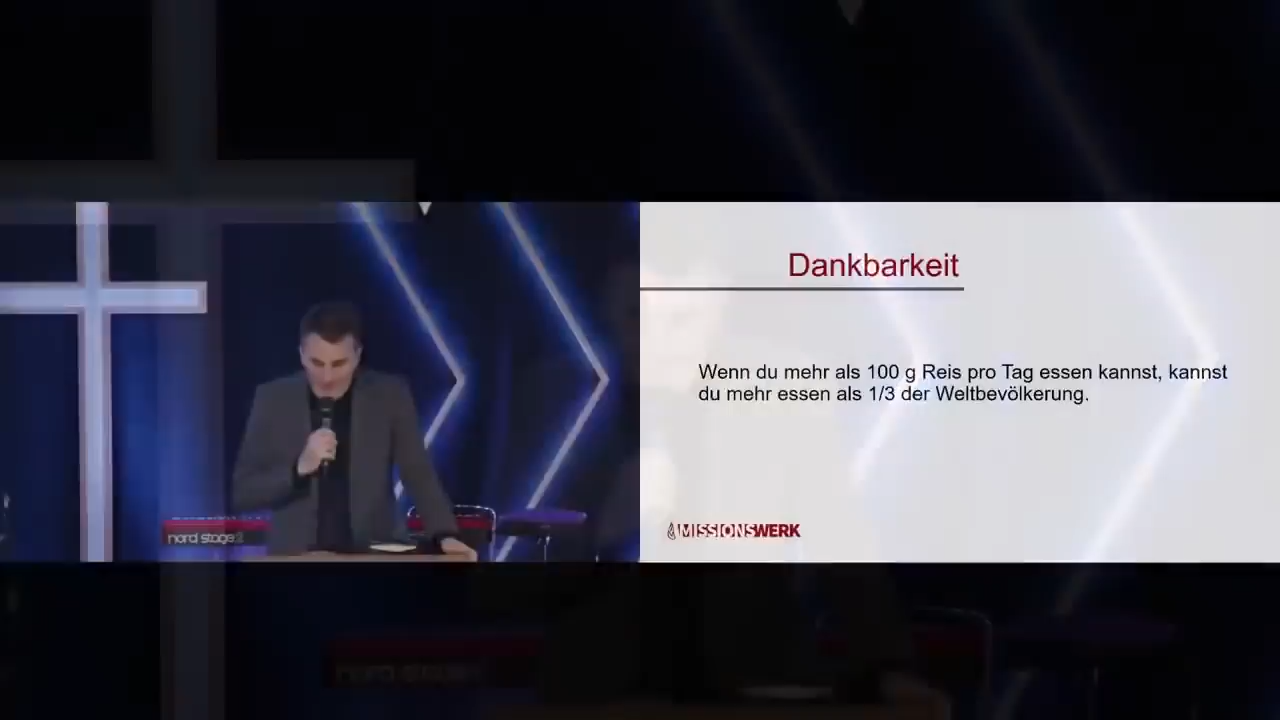 Dankbarkeit
Wenn du mehr als 100 g Reis pro Tag essen kannst, kannst
du mehr essen als 1/3 der Weltbevölkerung.
nord stage 2
MISSIONSWERK